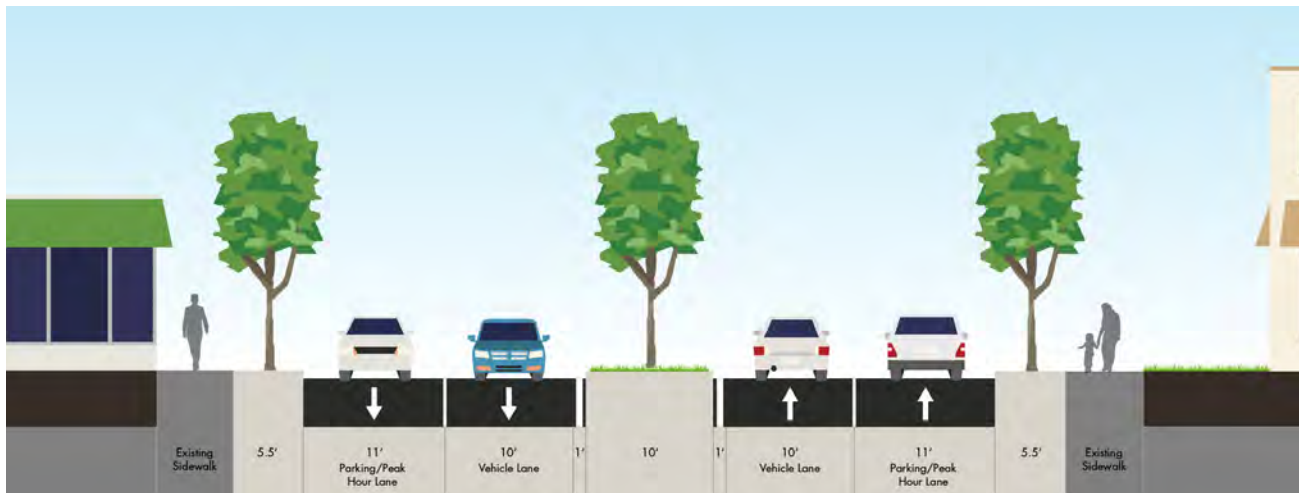 Existing
Sidewalk
5.5'
11'
Parking/Peak
Hour Lane
10'
Vehicle Lane
1'
10'
1'
10'
Vehicle Lane
11'
Parking/Peak
Hour Lane
5.5'
Existing
Sidewalk